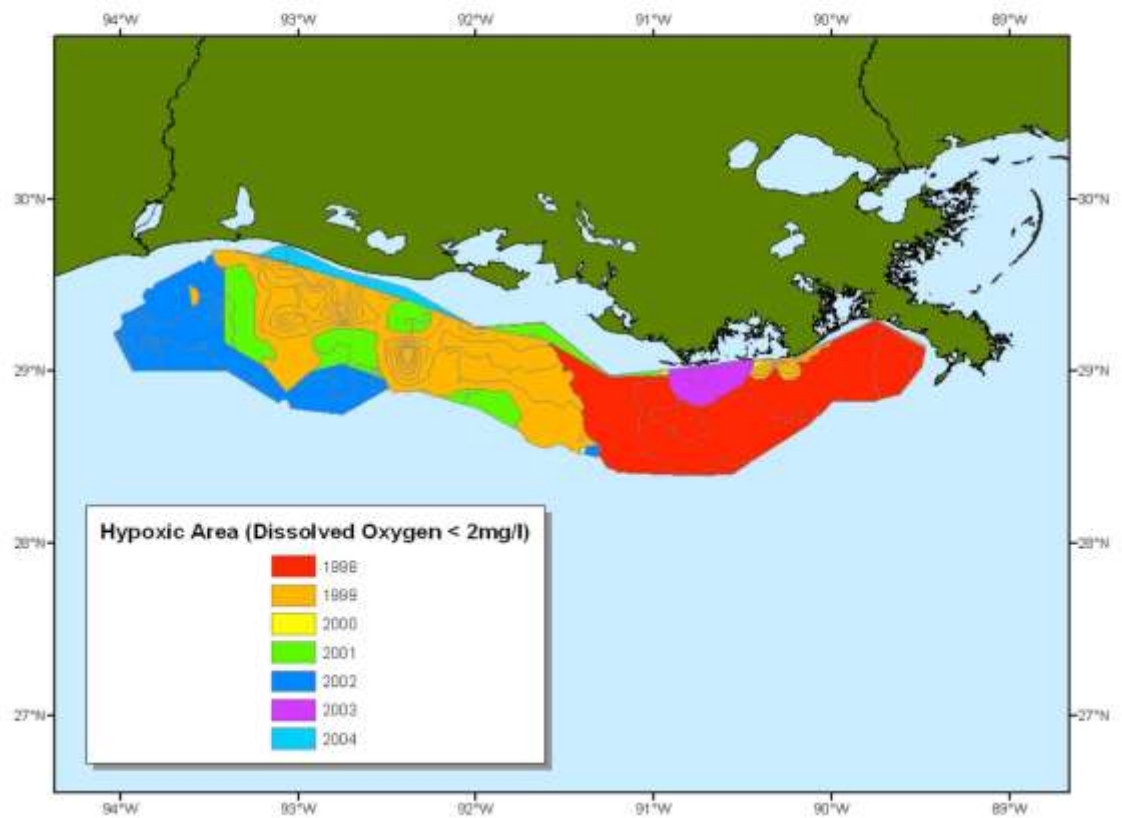 94°W 93°W 92°W 91°W 90°W 89°W
30°N 30°N
29°N 29°N
28°N 28°N
27°N 27°N
Hypoxic Area (Dissolved Oxygen < 2mg/l)
1998
1999
2000
2001
2002
2003
2004
94°W 93°W 92°W 91°W 90°W 89°W